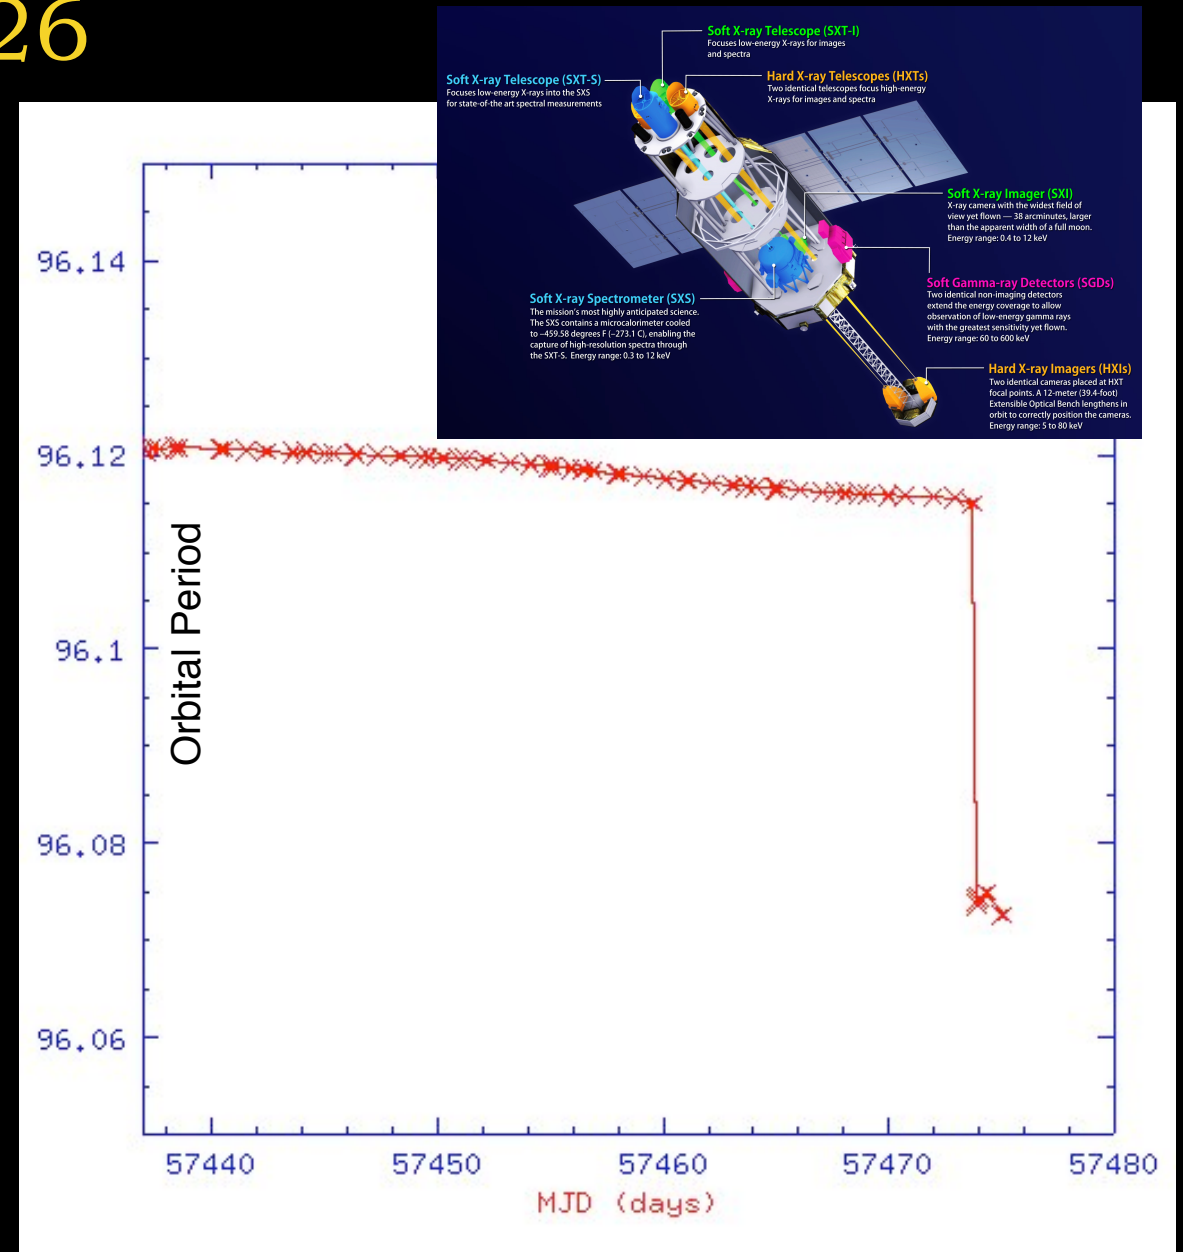 26
Soft X-ray Telescope (SXT-I)
Focuses low-energy X-rays for images
and spectra
Soft X-ray Telescope (SXT-S)
Focuses low-energy X-rays into the SXS
for state-of-the art spectral measurements
Hard X-ray Telescopes (HXTs)
Two identical telescopes focus high-energy
X-rays for images and spectra
Soft X-ray Imager (SXI)
X-ray camera with the widest field of
view yet flown — 38 arcminutes, larger
than the apparent width of a full moon.
Energy range: 0.4 to 12 keV
Soft Gamma-ray Detectors (SGDs)
Two identical non-imaging detectors
extend the energy coverage to allow
observation of low-energy gamma rays
with the greatest sensitivity yet flown.
Energy range: 60 to 600 keV
Soft X-ray Spectrometer (SXS)
The mission's most highly anticipated science.
The SXS contains a microcalorimeter cooled
to –459.58 degrees F (–273.1 C), enabling the
capture of high-resolution spectra through
the SXT-S. Energy range: 0.3 to 12 keV
Hard X-ray Imagers (HXIs)
Two identical cameras placed at HXT
focal points. A 12-meter (39.4-foot)
Extensible Optical Bench lengthens in
orbit to correctly position the cameras.
Energy range: 5 to 80 keV
96.14
96.12
96.1
96.08
96.06
Orbital Period
57440 57450 57460 57470 57480
MJD (days)